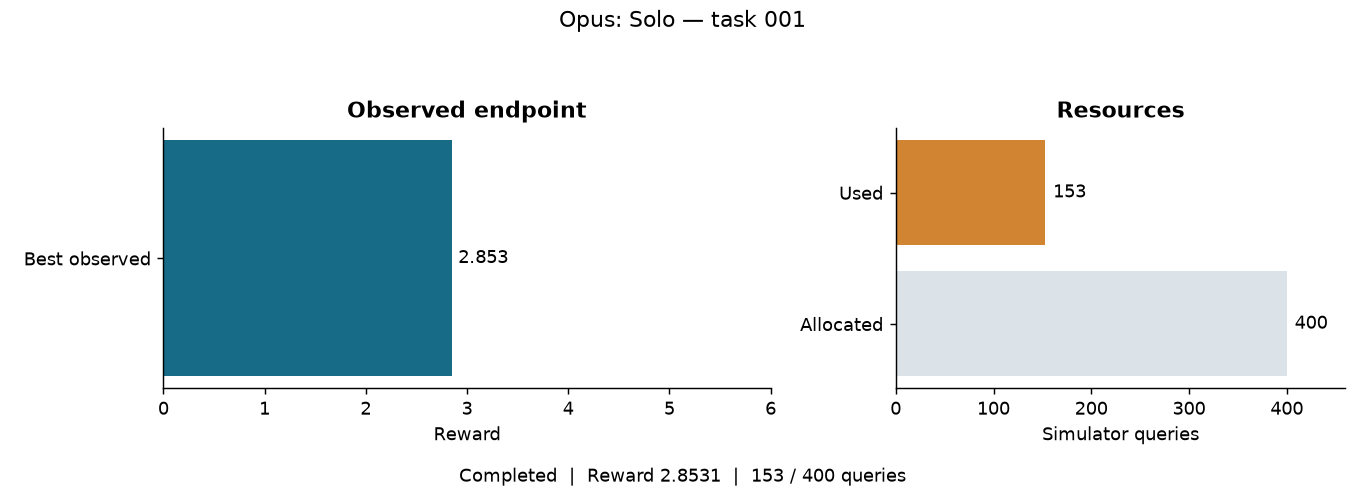 Opus: Solo — task 001
Observed endpoint
Best observed
2.853
0 1 2 3 4 5 6
Reward
Resources
Used
153
Allocated
400
0 100 200 300 400
Simulator queries
Completed | Reward 2.8531 | 153 / 400 queries